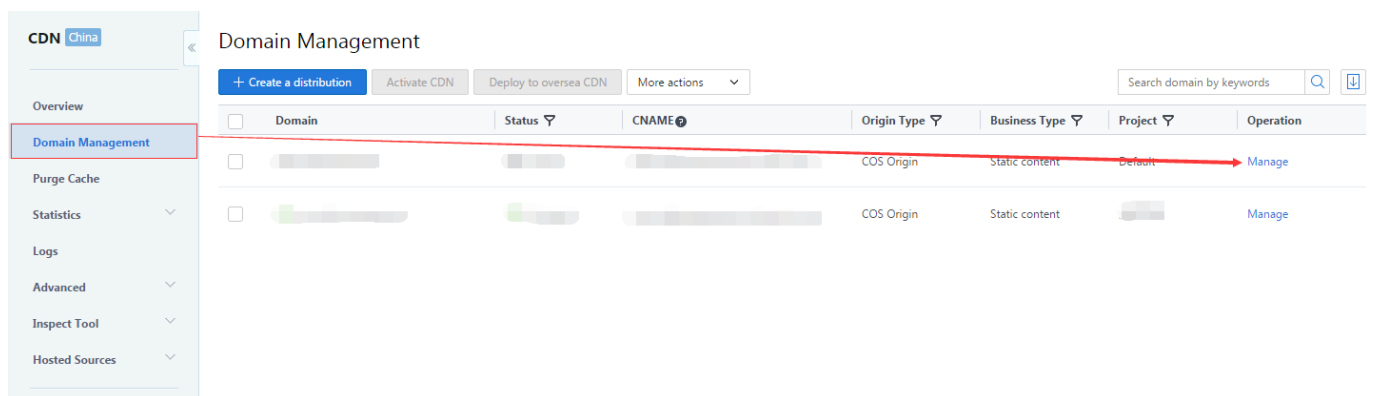 CDN China
Domain Management
+ Create a distribution Activate CDN Deploy to oversea CDN More actions Search domain by keywords
Overview
Domain Management
Purge Cache
Statistics
Logs
Advanced
Inspect Tool
Hosted Sources
Domain Status CNAME Origin Type Business Type Project Operation
COS Origin Static content Default Manage
COS Origin Static content Manage